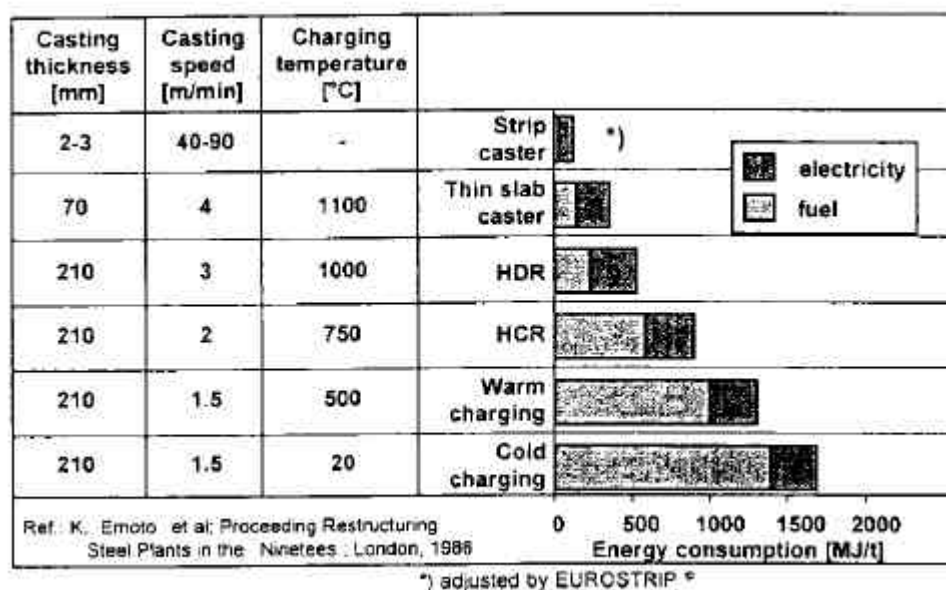 Casting thickness [mm]
Casting speed [m/min]
Charging temperature [°C]
2-3
40-90
-
Strip caster
*)
electricity
fuel
70
4
1100
Thin slab caster
210
3
1000
HDR
210
2
750
HCR
210
1.5
500
Warm charging
210
1.5
20
Cold charging
0 500 1000 1500 2000
Energy consumption [MJ/t]
Ref.: K. Emoto et al; Proceeding Restructuring
Steel Plants in the Ninetees ; London, 1986
*) adjusted by EUROSTRIP